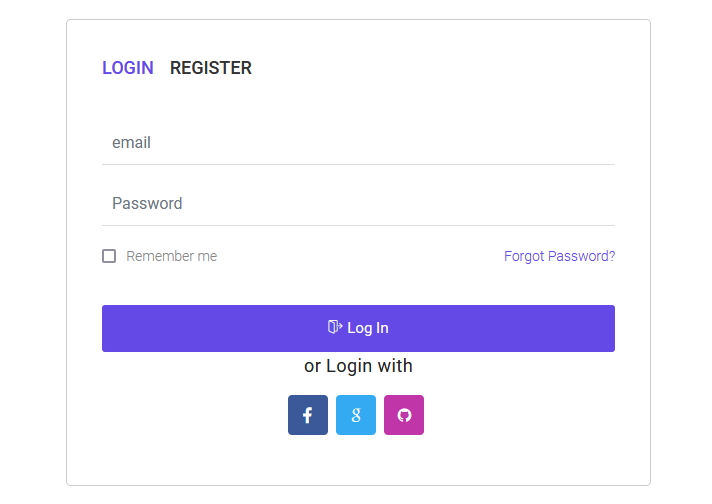 LOGIN REGISTER
email
Password
Remember me Forgot Password?
Log In
or Login with